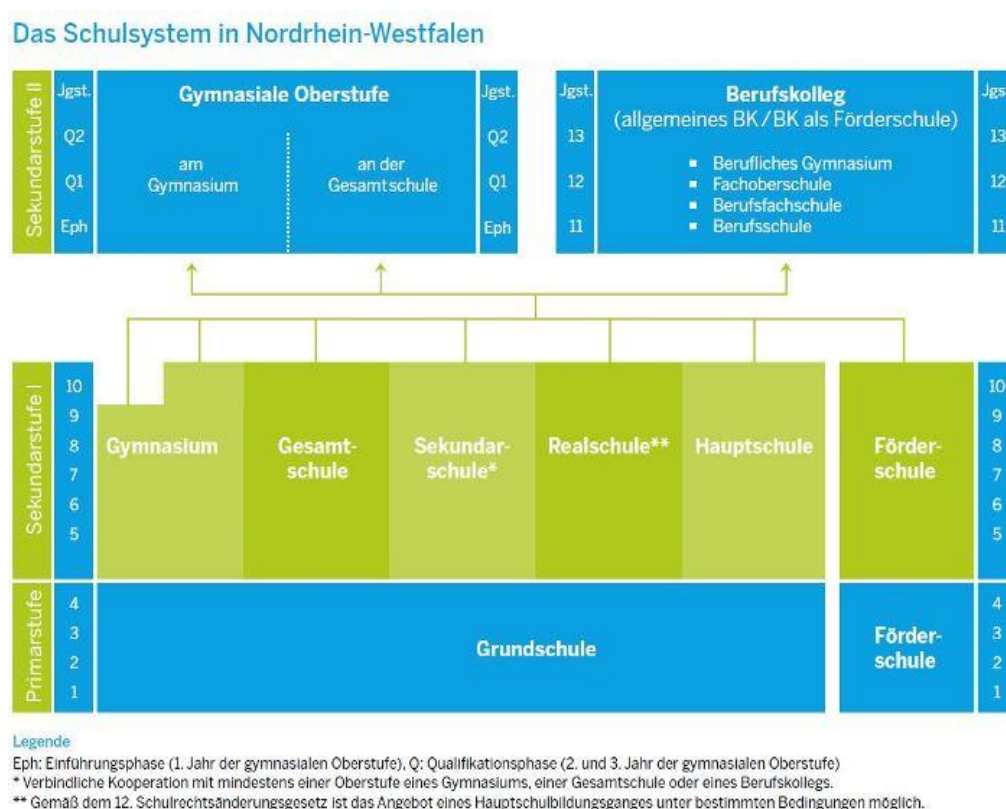 Das Schulsystem in Nordrhein-Westfalen
Sekundarstufe II
Jgst.
Q2
Q1
Eph
Gymnasiale Oberstufe
am
Gymnasium
an der
Gesamtschule
Jgst.
Q2
Q1
Eph
Jgst.
13
12
11
Berufskolleg
(allgemeines BK/BK als Förderschule)
▪ Berufliches Gymnasium
▪ Fachoberschule
▪ Berufsfachschule
▪ Berufsschule
Jgst
13
12
11
Sekundarstufe I
10
9
8
7
6
5
Gymnasium
Gesamt-
schule
Sekundar-
schule*
Realschule**
Hauptschule
Förder-
schule
10
9
8
7
6
5
Primarstufe
4
3
2
1
Grundschule
Förder-
schule
4
3
2
1
Legende
Eph: Einführungsphase (1. Jahr der gymnasialen Oberstufe), Q: Qualifikationsphase (2. und 3. Jahr der gymnasialen Oberstufe)
* Verbindliche Kooperation mit mindestens einer Oberstufe eines Gymnasiums, einer Gesamtschule oder eines Berufskollegs.
** Gemäß dem 12. Schulrechtsänderungsgesetz ist das Angebot eines Hauptschulbildungsganges unter bestimmten Bedingungen möglich.